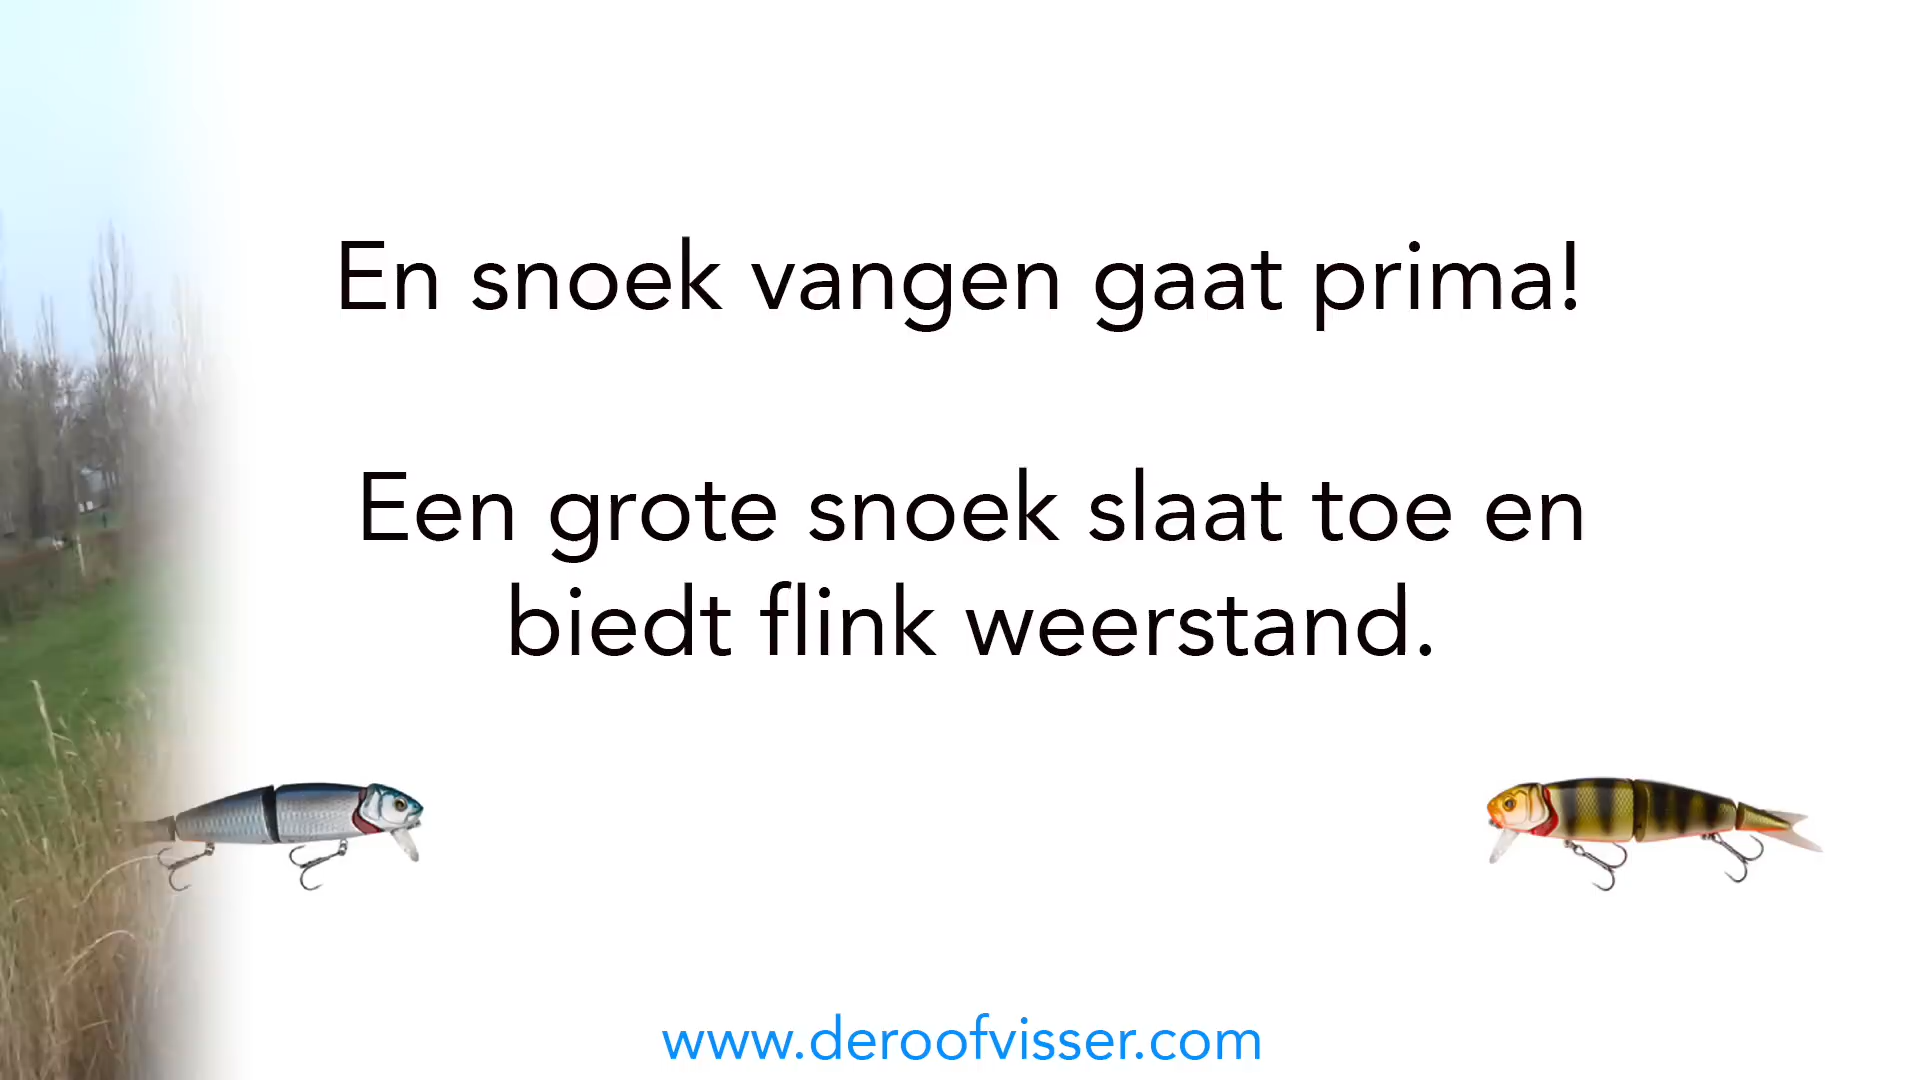 En snoek vangen gaat prima!
Een grote snoek slaat toe en
biedt flink weerstand.
www.deroofvisser.com